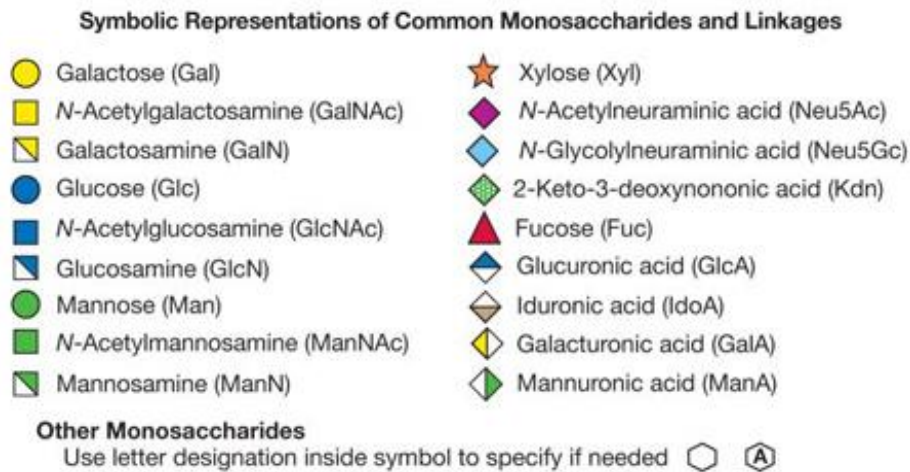 Symbolic Representations of Common Monosaccharides and Linkages
Galactose (Gal)
N-Acetylgalactosamine (GalNAc)
Galactosamine (GalN)
Glucose (Glc)
N-Acetylglucosamine (GlcNAc)
Glucosamine (GlcN)
Mannose (Man)
N-Acetylmannosamine (ManNAc)
Mannosamine (ManN)
Xylose (Xyl)
N-Acetylneuraminic acid (Neu5Ac)
N-Glycolylneuraminic acid (Neu5Gc)
2-Keto-3-deoxynononic acid (Kdn)
Fucose (Fuc)
Glucuronic acid (GlcA)
Iduronic acid (IdoA)
Galacturonic acid (GalA)
Mannuronic acid (ManA)
Other Monosaccharides
Use letter designation inside symbol to specify if needed A